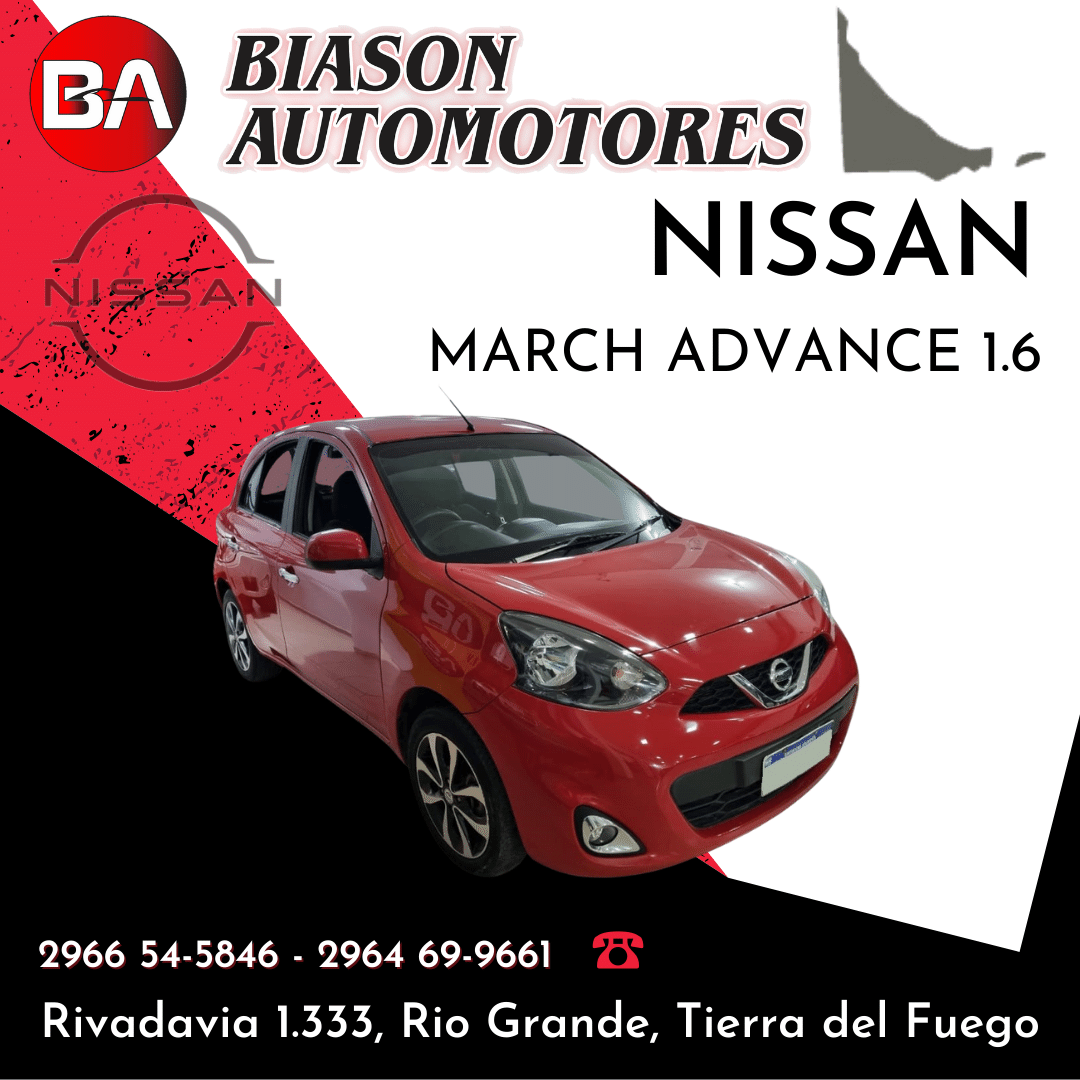 BA
BIASON
AUTOMOTORES
NISSAN
NISSAN
MARCH ADVANCE 1.6
2966 54-5846 - 2964 69-9661
Rivadavia 1.333, Rio Grande, Tierra del Fuego